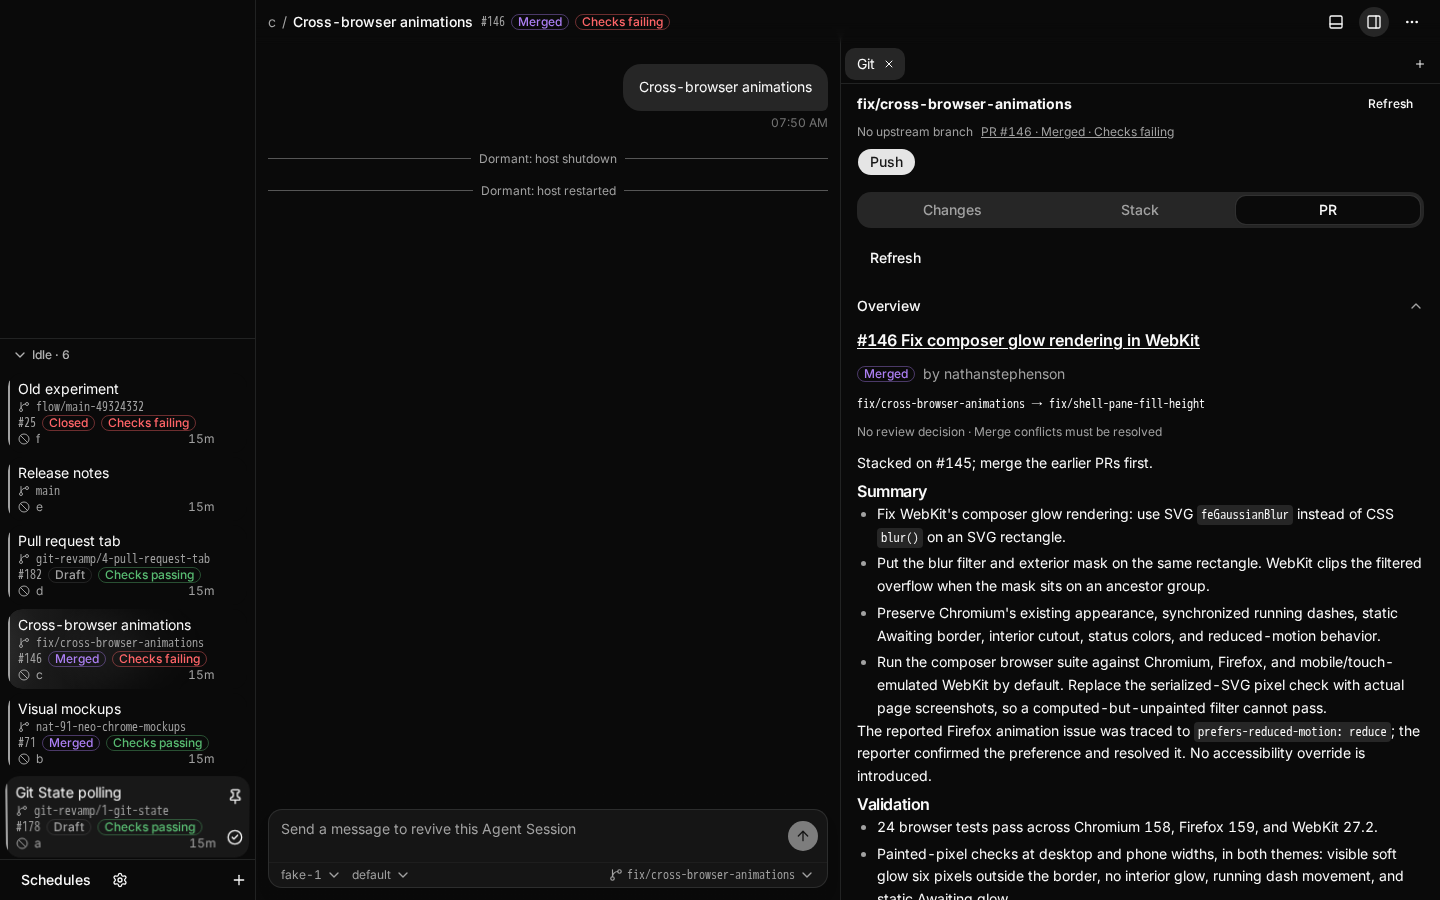 c / Cross-browser animations #146 Merged Checks failing
Idle · 6
Old experiment
flow/main-49324332
#25 Closed Checks failing
f 15m
Release notes
main
e 15m
Pull request tab
git-revamp/4-pull-request-tab
#182 Draft Checks passing
d 15m
Cross-browser animations
fix/cross-browser-animations
#146 Merged Checks failing
c 15m
Visual mockups
nat-91-neo-chrome-mockups
#71 Merged Checks passing
b 15m
Git State polling
git-revamp/1-git-state
#178 Draft Checks passing
a 15m
Schedules
Cross-browser animations
07:50 AM
Dormant: host shutdown
Dormant: host restarted
Send a message to revive this Agent Session
fake-1 default fix/cross-browser-animations
Git
fix/cross-browser-animations Refresh
No upstream branch PR #146 · Merged · Checks failing
Push
Changes Stack PR
Refresh
Overview
#146 Fix composer glow rendering in WebKit
Merged by nathanstephenson
fix/cross-browser-animations → fix/shell-pane-fill-height
No review decision · Merge conflicts must be resolved
Stacked on #145; merge the earlier PRs first.
Summary
• Fix WebKit's composer glow rendering: use SVG feGaussianBlur instead of CSS
blur() on an SVG rectangle.
• Put the blur filter and exterior mask on the same rectangle. WebKit clips the filtered
overflow when the mask sits on an ancestor group.
• Preserve Chromium's existing appearance, synchronized running dashes, static
Awaiting border, interior cutout, status colors, and reduced-motion behavior.
• Run the composer browser suite against Chromium, Firefox, and mobile/touch-
emulated WebKit by default. Replace the serialized-SVG pixel check with actual
page screenshots, so a computed-but-unpainted filter cannot pass.
The reported Firefox animation issue was traced to prefers-reduced-motion: reduce; the
reporter confirmed the preference and resolved it. No accessibility override is
introduced.
Validation
• 24 browser tests pass across Chromium 158, Firefox 159, and WebKit 27.2.
• Painted-pixel checks at desktop and phone widths, in both themes: visible soft
glow six pixels outside the border, no interior glow, running dash movement, and
static Awaiting glow.